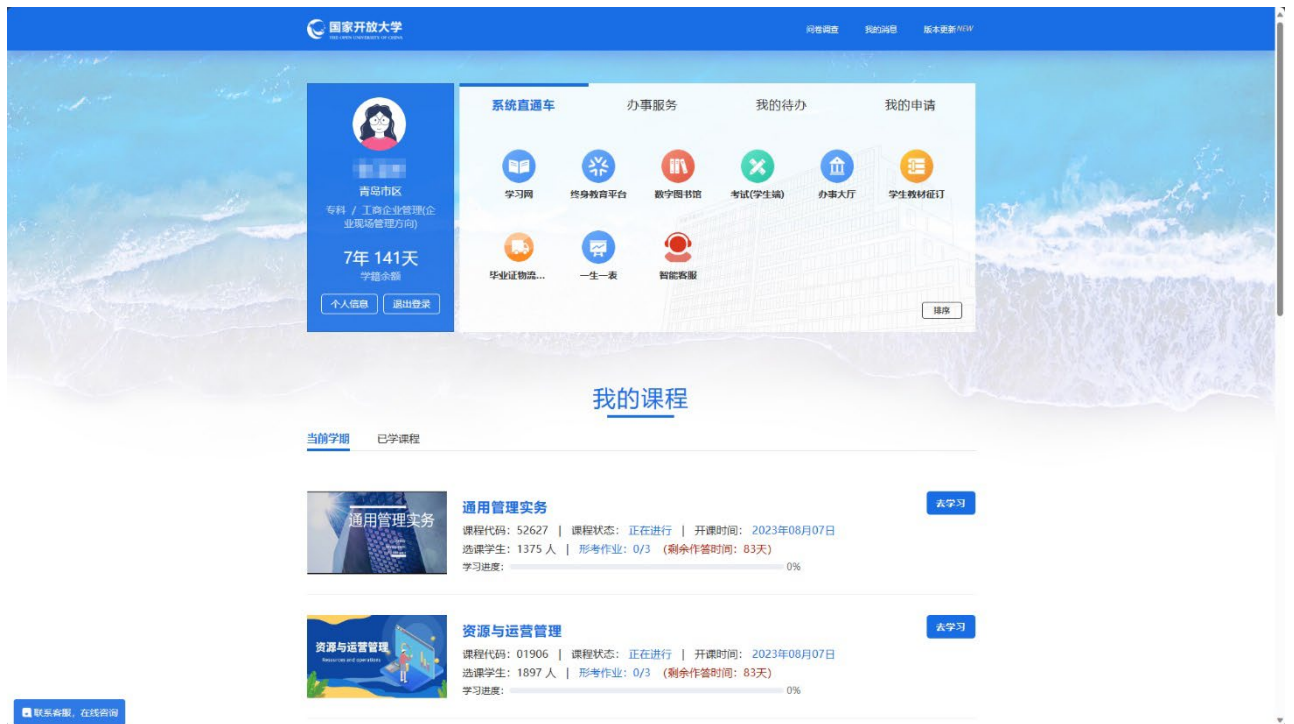 国家开放大学
THE OPEN UNIVERSITY OF CHINA
问卷调查 我的消息 版本更新NEW
青岛市区
专科 / 工商企业管理(企
业现场管理方向)
7年 141天
学籍余额
个人信息 退出登录
系统直通车 办事服务 我的待办 我的申请
学习网 终身教育平台 数字图书馆 考试(学生端) 办事大厅 学生教材征订
毕业证物流... 一生一表 智能客服
排序
我的课程
当前学期 已学课程
通用管理实务
通用管理实务
去学习
课程代码：52627 | 课程状态：正在进行 | 开课时间：2023年08月07日
选课学生：1375 人 | 形考作业：0/3 (剩余作答时间：83天)
学习进度： 0%
资源与运营管理
Resources and operations
资源与运营管理
去学习
课程代码：01906 | 课程状态：正在进行 | 开课时间：2023年08月07日
选课学生：1897 人 | 形考作业：0/3 (剩余作答时间：83天)
学习进度： 0%
联系客服，在线咨询